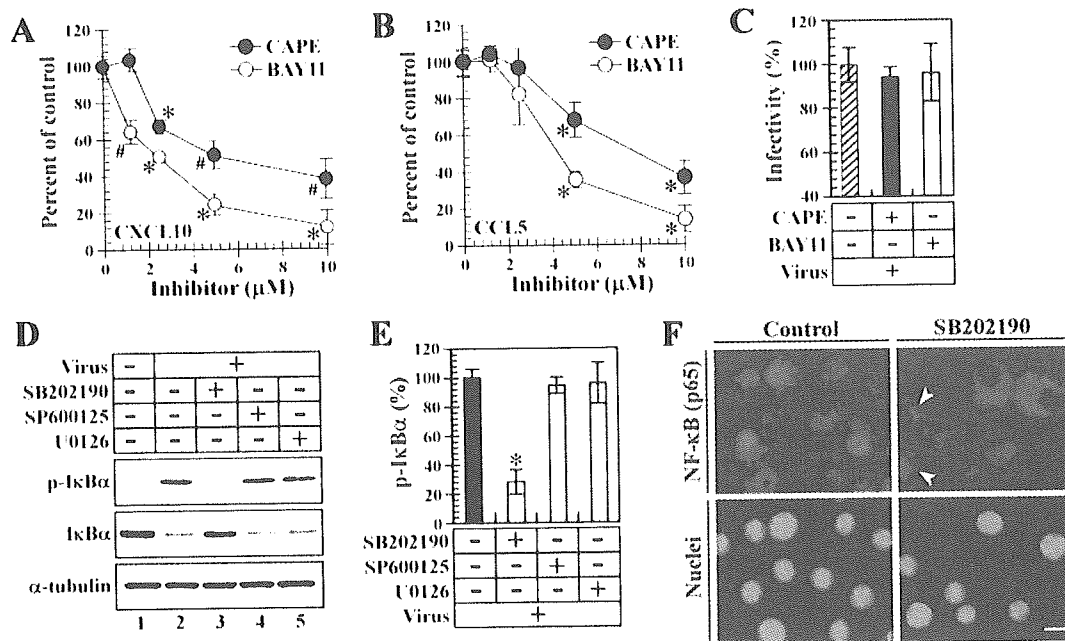 A
120
100
80
60
40
20
0
Percent of control
CAPE
BAY11
*
#
#
#
*
*
*
CXCL10
0 2 4 6 8 10
Inhibitor (μM)
B
120
100
80
60
40
20
0
Percent of control
CAPE
BAY11
*
*
*
*
CCL5
0 2 4 6 8 10
Inhibitor (μM)
C
120
100
80
60
40
Infectivity (%)
CAPE - + -
BAY11 - - +
Virus +
D
Virus - +
SB202190 - - + - -
SP600125 - - - + -
U0126 - - - - +
p-IκBα
IκBα
α-tubulin
1 2 3 4 5
E
120
100
80
60
40
20
0
p-IκBα (%)
*
SB202190 - + - -
SP600125 - - + -
U0126 - - - +
Virus +
F
Control SB202190
NF-κB (p65)
Nuclei